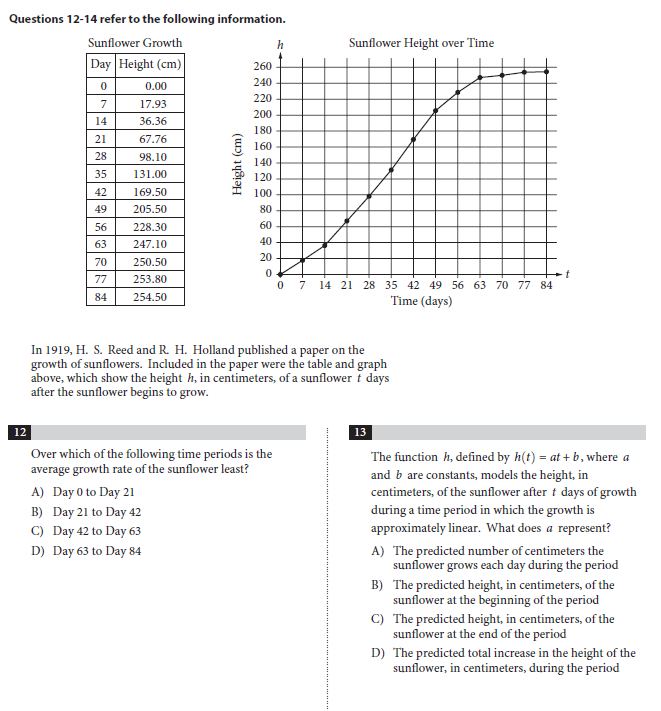 Questions 12-14 refer to the following information.
Sunflower Growth
Day Height (cm)
0 0.00
7 17.93
14 36.36
21 67.76
28 98.10
35 131.00
42 169.50
49 205.50
56 228.30
63 247.10
70 250.50
77 253.80
84 254.50
Sunflower Height over Time
h
260
240
220
200
180
160
140
120
100
80
60
40
20
0
Height (cm)
t
0 7 14 21 28 35 42 49 56 63 70 77 84
Time (days)
In 1919, H. S. Reed and R. H. Holland published a paper on the
growth of sunflowers. Included in the paper were the table and graph
above, which show the height h, in centimeters, of a sunflower t days
after the sunflower begins to grow.
12
Over which of the following time periods is the
average growth rate of the sunflower least?
A) Day 0 to Day 21
B) Day 21 to Day 42
C) Day 42 to Day 63
D) Day 63 to Day 84
13
The function h, defined by h(t) = at + b, where a
and b are constants, models the height, in
centimeters, of the sunflower after t days of growth
during a time period in which the growth is
approximately linear. What does a represent?
A) The predicted number of centimeters the
sunflower grows each day during the period
B) The predicted height, in centimeters, of the
sunflower at the beginning of the period
C) The predicted height, in centimeters, of the
sunflower at the end of the period
D) The predicted total increase in the height of the
sunflower, in centimeters, during the period